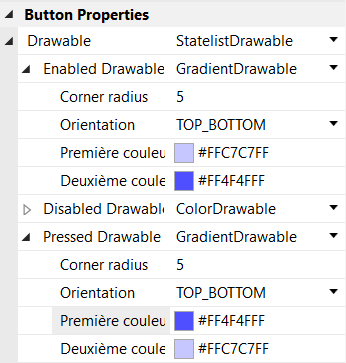 Button Properties
Drawable StatelistDrawable
Enabled Drawable GradientDrawable
Corner radius 5
Orientation TOP_BOTTOM
Première couleu #FFC7C7FF
Deuxième coule #FF4F4FFF
Disabled Drawabl ColorDrawable
Pressed Drawable GradientDrawable
Corner radius 5
Orientation TOP_BOTTOM
Première couleu #FF4F4FFF
Deuxième coule #FFC7C7FF